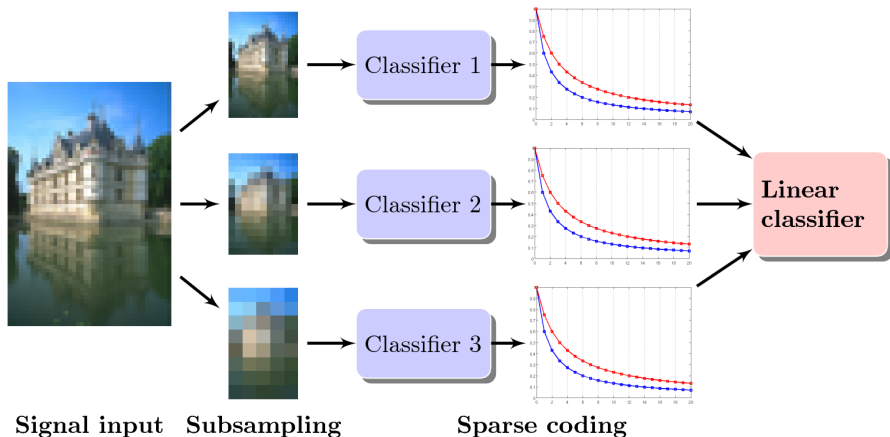 Classifier 1
Classifier 2
Classifier 3
Linear
classifier
Signal input
Subsampling
Sparse coding